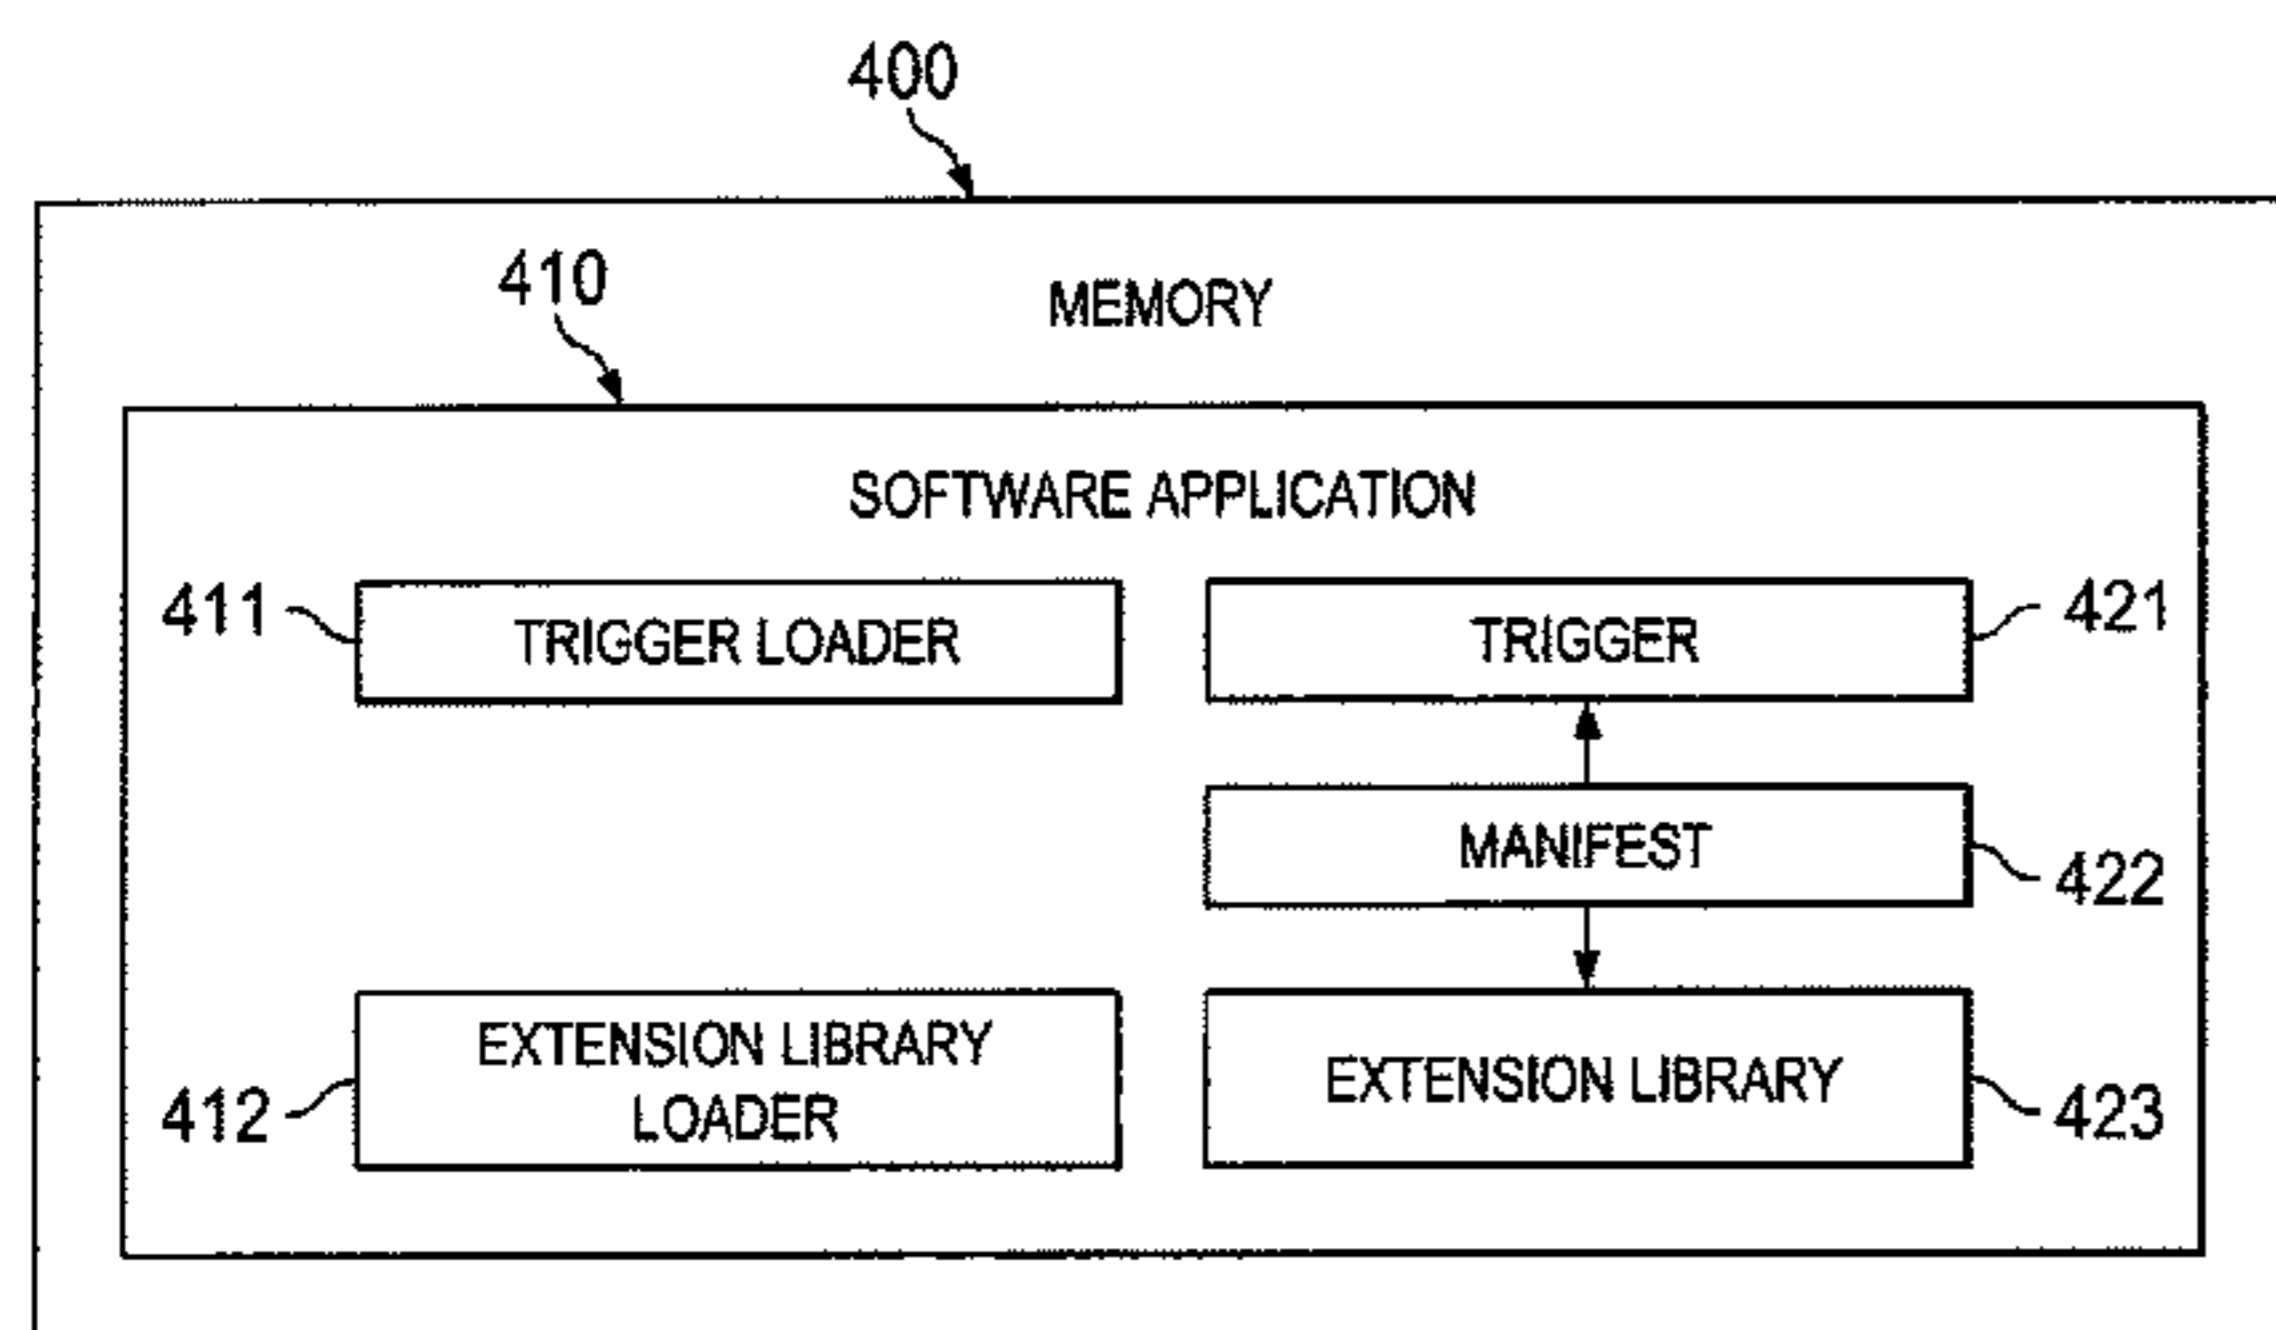 400
410
MEMORY
SOFTWARE APPLICATION
411
TRIGGER LOADER
TRIGGER
421
MANIFEST
422
412
EXTENSION LIBRARY
LOADER
EXTENSION LIBRARY
423